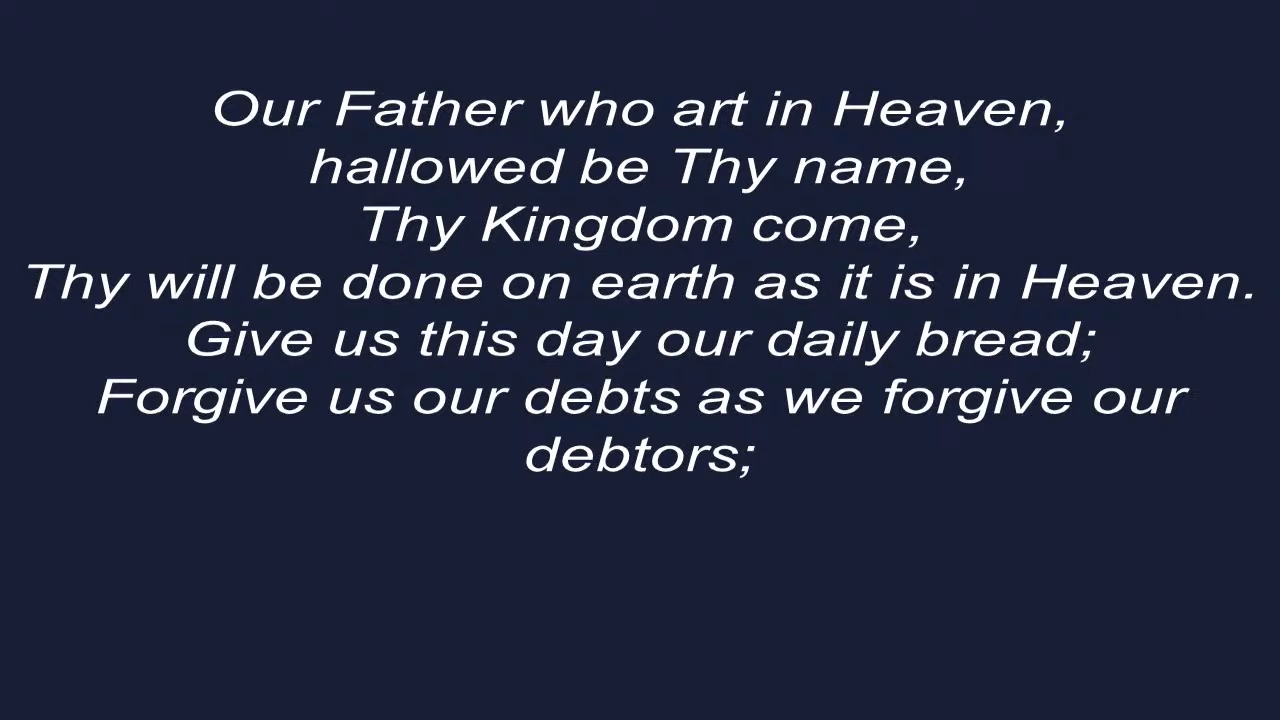 Our Father who art in Heaven,
hallowed be Thy name,
Thy Kingdom come,
Thy will be done on earth as it is in Heaven.
Give us this day our daily bread;
Forgive us our debts as we forgive our
debtors;